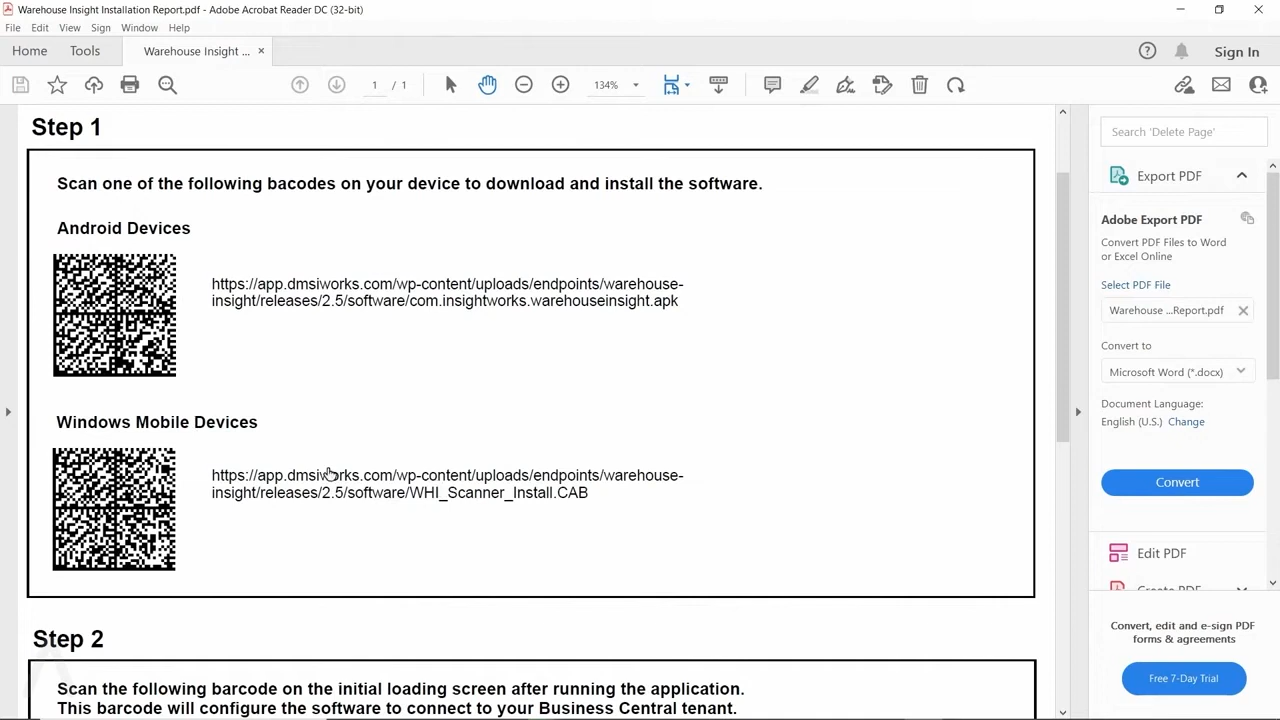 Warehouse Insight Installation Report.pdf - Adobe Acrobat Reader DC (32-bit)
File Edit View Sign Window Help
Home Tools Warehouse Insight ... × Sign In
1 / 1 134%
Step 1
Scan one of the following bacodes on your device to download and install the software.
Android Devices
https://app.dmsiworks.com/wp-content/uploads/endpoints/warehouse-
insight/releases/2.5/software/com.insightworks.warehouseinsight.apk
Windows Mobile Devices
https://app.dmsiworks.com/wp-content/uploads/endpoints/warehouse-
insight/releases/2.5/software/WHI_Scanner_Install.CAB
Step 2
Scan the following barcode on the initial loading screen after running the application.
This barcode will configure the software to connect to your Business Central tenant.
Search 'Delete Page'
Export PDF
Adobe Export PDF
Convert PDF Files to Word
or Excel Online
Select PDF File
Warehouse ...Report.pdf
Convert to
Microsoft Word (*.docx)
Document Language:
English (U.S.) Change
Convert
Edit PDF
Create PDF
Convert, edit and e-sign PDF
forms & agreements
Free 7-Day Trial